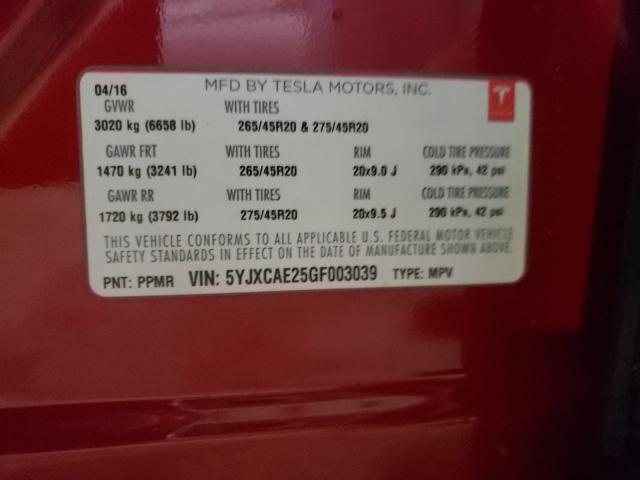 04/16 MFD BY TESLA MOTORS, INC.
GVWR WITH TIRES
3020 kg (6658 lb) 265/45R20 & 275/45R20
TESLA
GAWR FRT WITH TIRES RIM COLD TIRE PRESSURE
1470 kg (3241 lb) 265/45R20 20x9.0 J 290 kPa, 42 psi
GAWR RR WITH TIRES RIM COLD TIRE PRESSURE
1720 kg (3792 lb) 275/45R20 20x9.5 J 290 kPa, 42 psi
THIS VEHICLE CONFORMS TO ALL APPLICABLE U.S. FEDERAL MOTOR VEHICLE
SAFETY STANDARDS IN EFFECT ON THE DATE OF MANUFACTURE SHOWN ABOVE.
PNT: PPMR VIN: 5YJXCAE25GF003039 TYPE: MPV